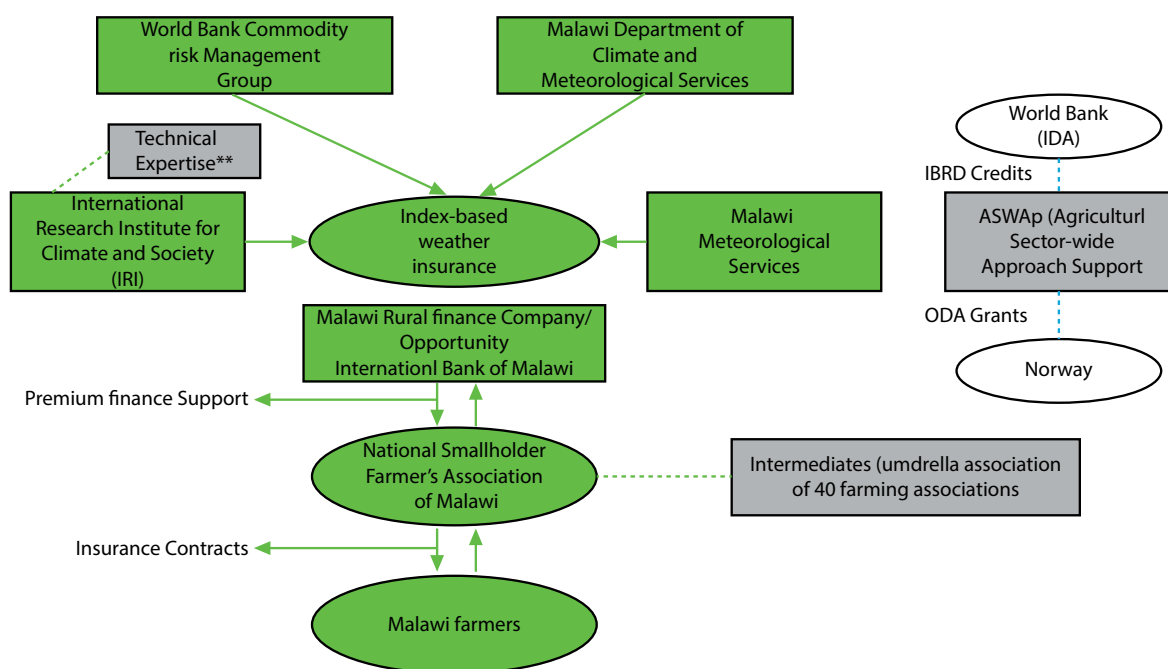 World Bank Commodity
risk Management
Group
Malawi Department of
Climate and
Meteorological Services
World Bank
(IDA)
Technical
Expertise**
IBRD Credits
International
Research Institute for
Climate and Society
(IRI)
Index-based
weather
insurance
Malawi
Meteorological
Services
ASWAp (Agriculturl
Sector-wide
Approach Support
ODA Grants
Malawi Rural finance Company/
Opportunity
Internationl Bank of Malawi
Norway
Premium finance Support
National Smallholder
Farmer's Association
of Malawi
Intermediates (umdrella association
of 40 farming associations
Insurance Contracts
Malawi farmers